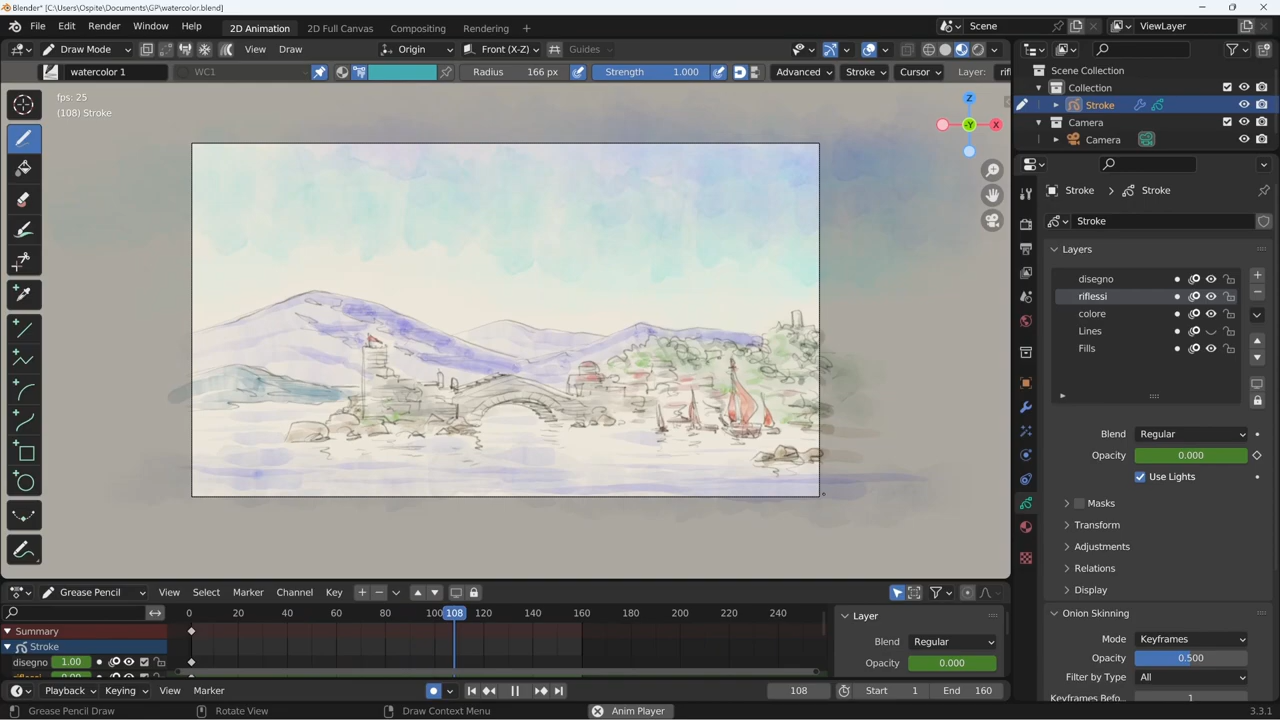 Blender* [C:\Users\Ospite\Documents\GP\watercolor.blend]
File Edit Render Window Help 2D Animation 2D Full Canvas Compositing Rendering + Scene ViewLayer
Draw Mode View Draw Origin Front (X-Z) Guides
watercolor 1 WC1 Radius 166 px Strength 1.000 Advanced Stroke Cursor Layer:
fps: 25
(108) Stroke
Z
-Y
X
Scene Collection
Collection
Stroke
Camera
Camera
Stroke Stroke
Stroke
Layers
disegno
riflessi
colore
Lines
Fills
Blend Regular
Opacity 0.000
Use Lights
Masks
Transform
Adjustments
Relations
Display
Onion Skinning
Mode Keyframes
Opacity 0.500
Filter by Type All
Keyframes Befo.. 1
Grease Pencil View Select Marker Channel Key
0 20 40 60 80 100 108 120 140 160 180 200 220 240
Summary
Stroke
disegno 1.00
Layer
Blend Regular
Opacity 0.000
Playback Keying View Marker 108 Start 1 End 160
Grease Pencil Draw Rotate View Draw Context Menu Anim Player 3.3.1